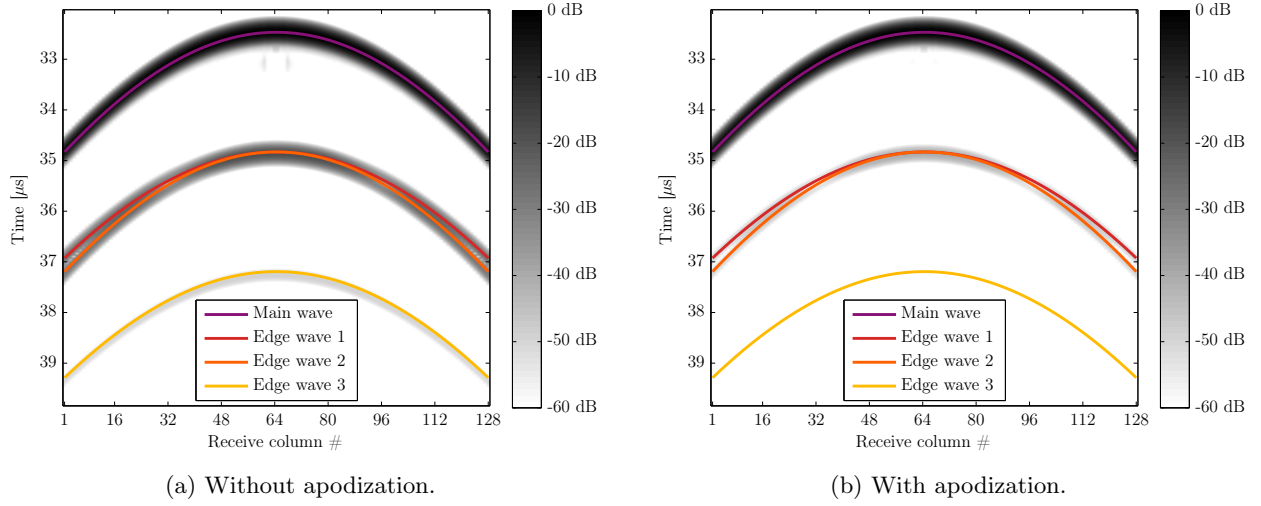 0 dB
-10 dB
-20 dB
-30 dB
-40 dB
-50 dB
-60 dB
33
34
35
36
37
38
39
Time [μs]
Main wave
Edge wave 1
Edge wave 2
Edge wave 3
1 16 32 48 64 80 96 112 128
Receive column #
(a) Without apodization.
0 dB
-10 dB
-20 dB
-30 dB
-40 dB
-50 dB
-60 dB
33
34
35
36
37
38
39
Time [μs]
Main wave
Edge wave 1
Edge wave 2
Edge wave 3
1 16 32 48 64 80 96 112 128
Receive column #
(b) With apodization.